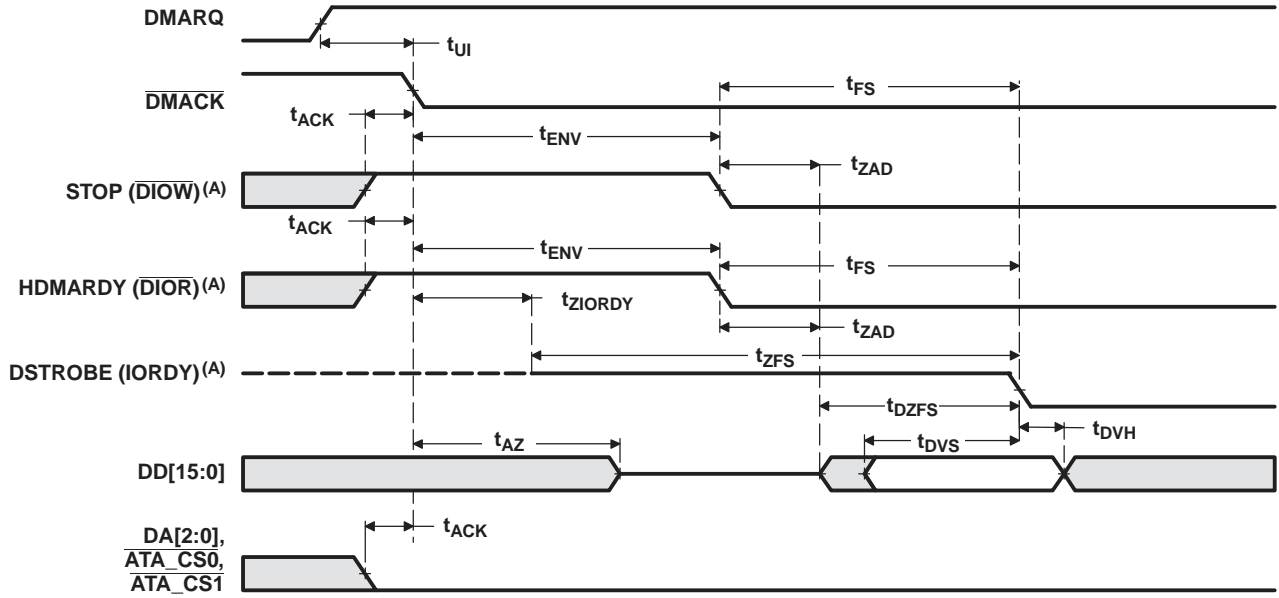 DMARQ
tUI
DMACK
tFS
tACK
tENV
tZAD
STOP (DIOW) (A)
tACK
tENV
tFS
HDMARDY (DIOR) (A)
tZIORDY
tZAD
tZFS
DSTROBE (IORDY) (A)
tDZFS
tDVH
tAZ
tDVS
DD[15:0]
tACK
DA[2:0],
ATA_CS0,
ATA_CS1